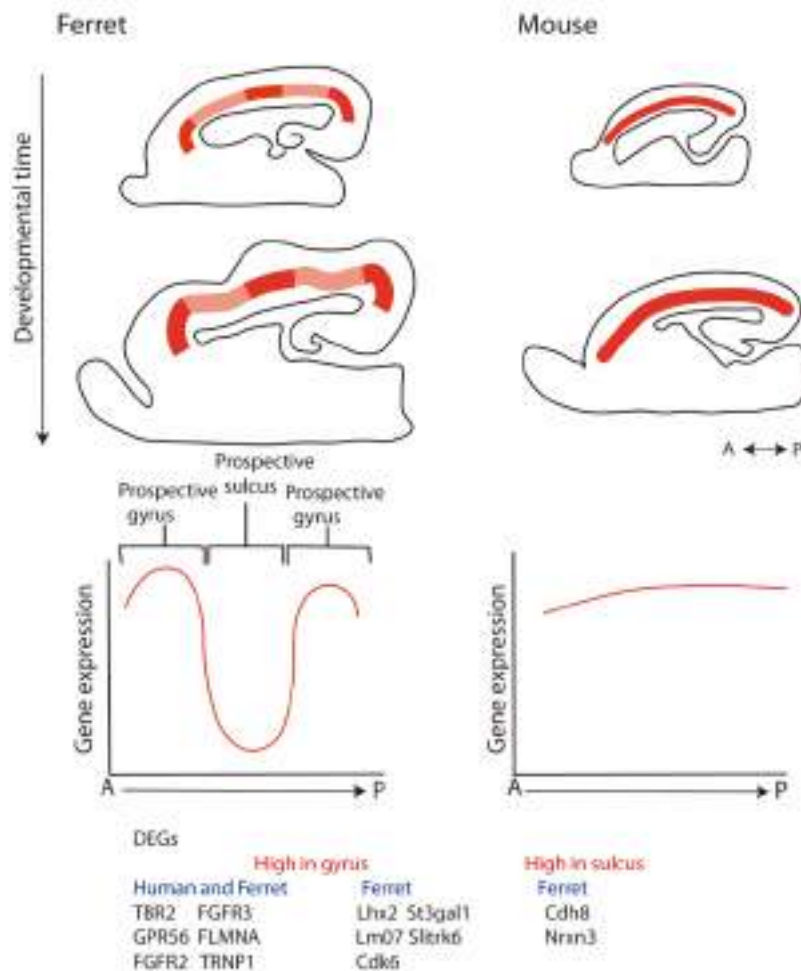 Ferret
Mouse
Developmental time
A ↔ P
Prospective
Prospective sulcus Prospective
gyrus gyrus
Gene expression
A P
Gene expression
A P
DEGs
High in gyrus High in sulcus
Human and Ferret Ferret Ferret
TBR2 FGFR3 Lhx2 St3gal1 Cdh8
GPR56 FLMNA Lm07 Slitrk6 Nrxn3
FGFR2 TRNP1 Cdk6